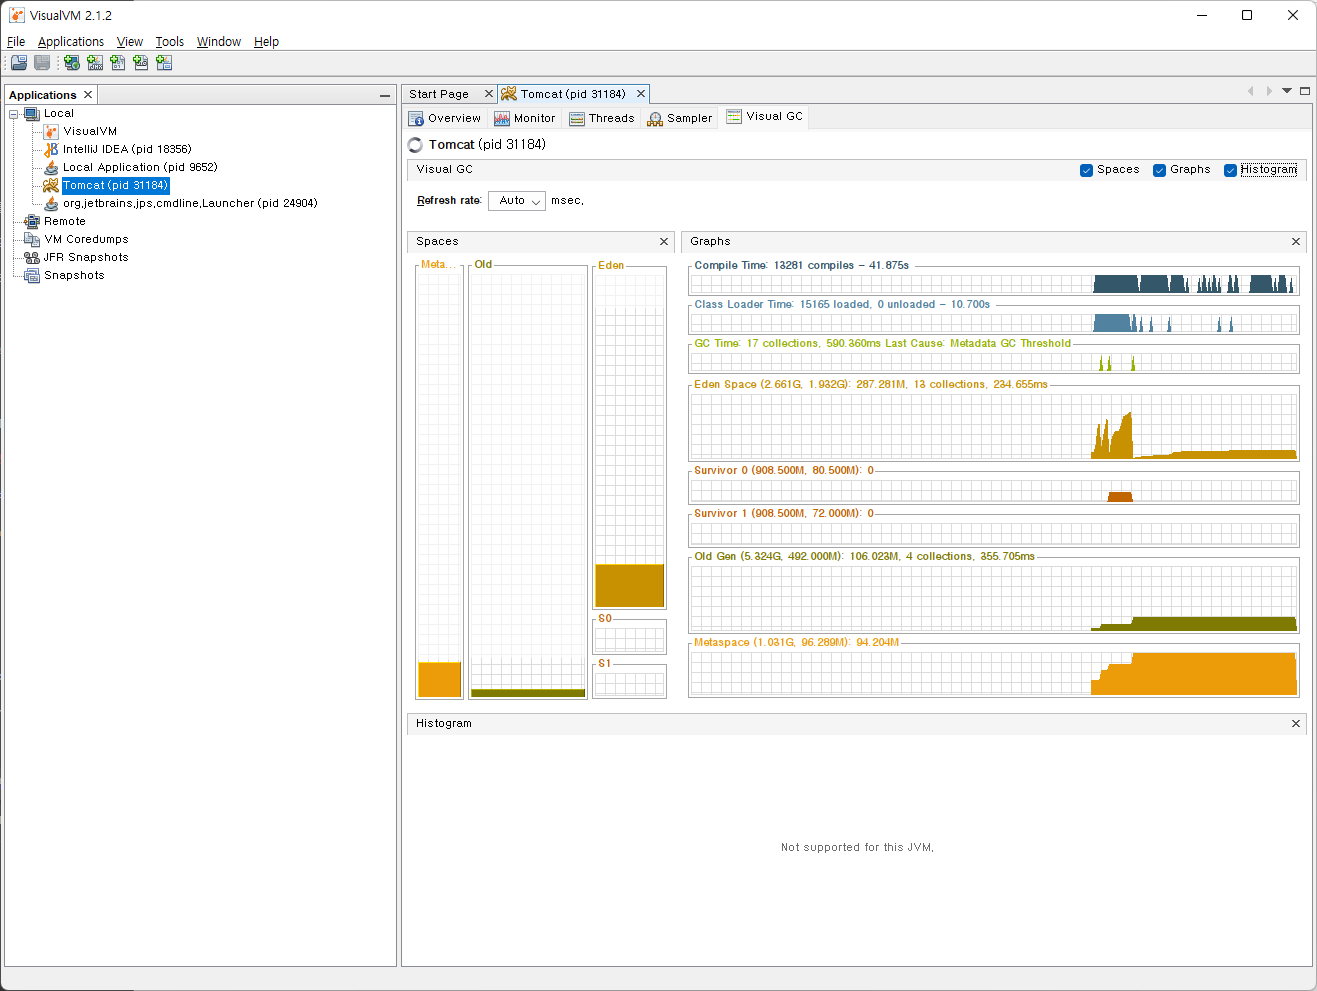 VisualVM 2.1.2
File Applications View Tools Window Help
Applications
Local
VisualVM
IntelliJ IDEA (pid 18356)
Local Application (pid 9652)
Tomcat (pid 31184)
org,jetbrains,jps,cmdline,Launcher (pid 24904)
Remote
VM Coredumps
JFR Snapshots
Snapshots
Start Page
Tomcat (pid 31184)
Overview Monitor Threads Sampler Visual GC
Tomcat (pid 31184)
Visual GC
Spaces Graphs Histogram
Refresh rate: Auto msec,
Spaces
Meta... Old Eden
S0
S1
Graphs
Compile Time: 13281 compiles - 41.875s
Class Loader Time: 15165 loaded, 0 unloaded - 10.700s
GC Time: 17 collections, 590.360ms Last Cause: Metadata GC Threshold
Eden Space (2.661G, 1.932G): 287.281M, 13 collections, 234.655ms
Survivor 0 (908.500M, 80.500M): 0
Survivor 1 (908.500M, 72.000M): 0
Old Gen (5.324G, 492.000M): 106.023M, 4 collections, 355.705ms
Metaspace (1.031G, 96.289M): 94.204M
Histogram
Not supported for this JVM,